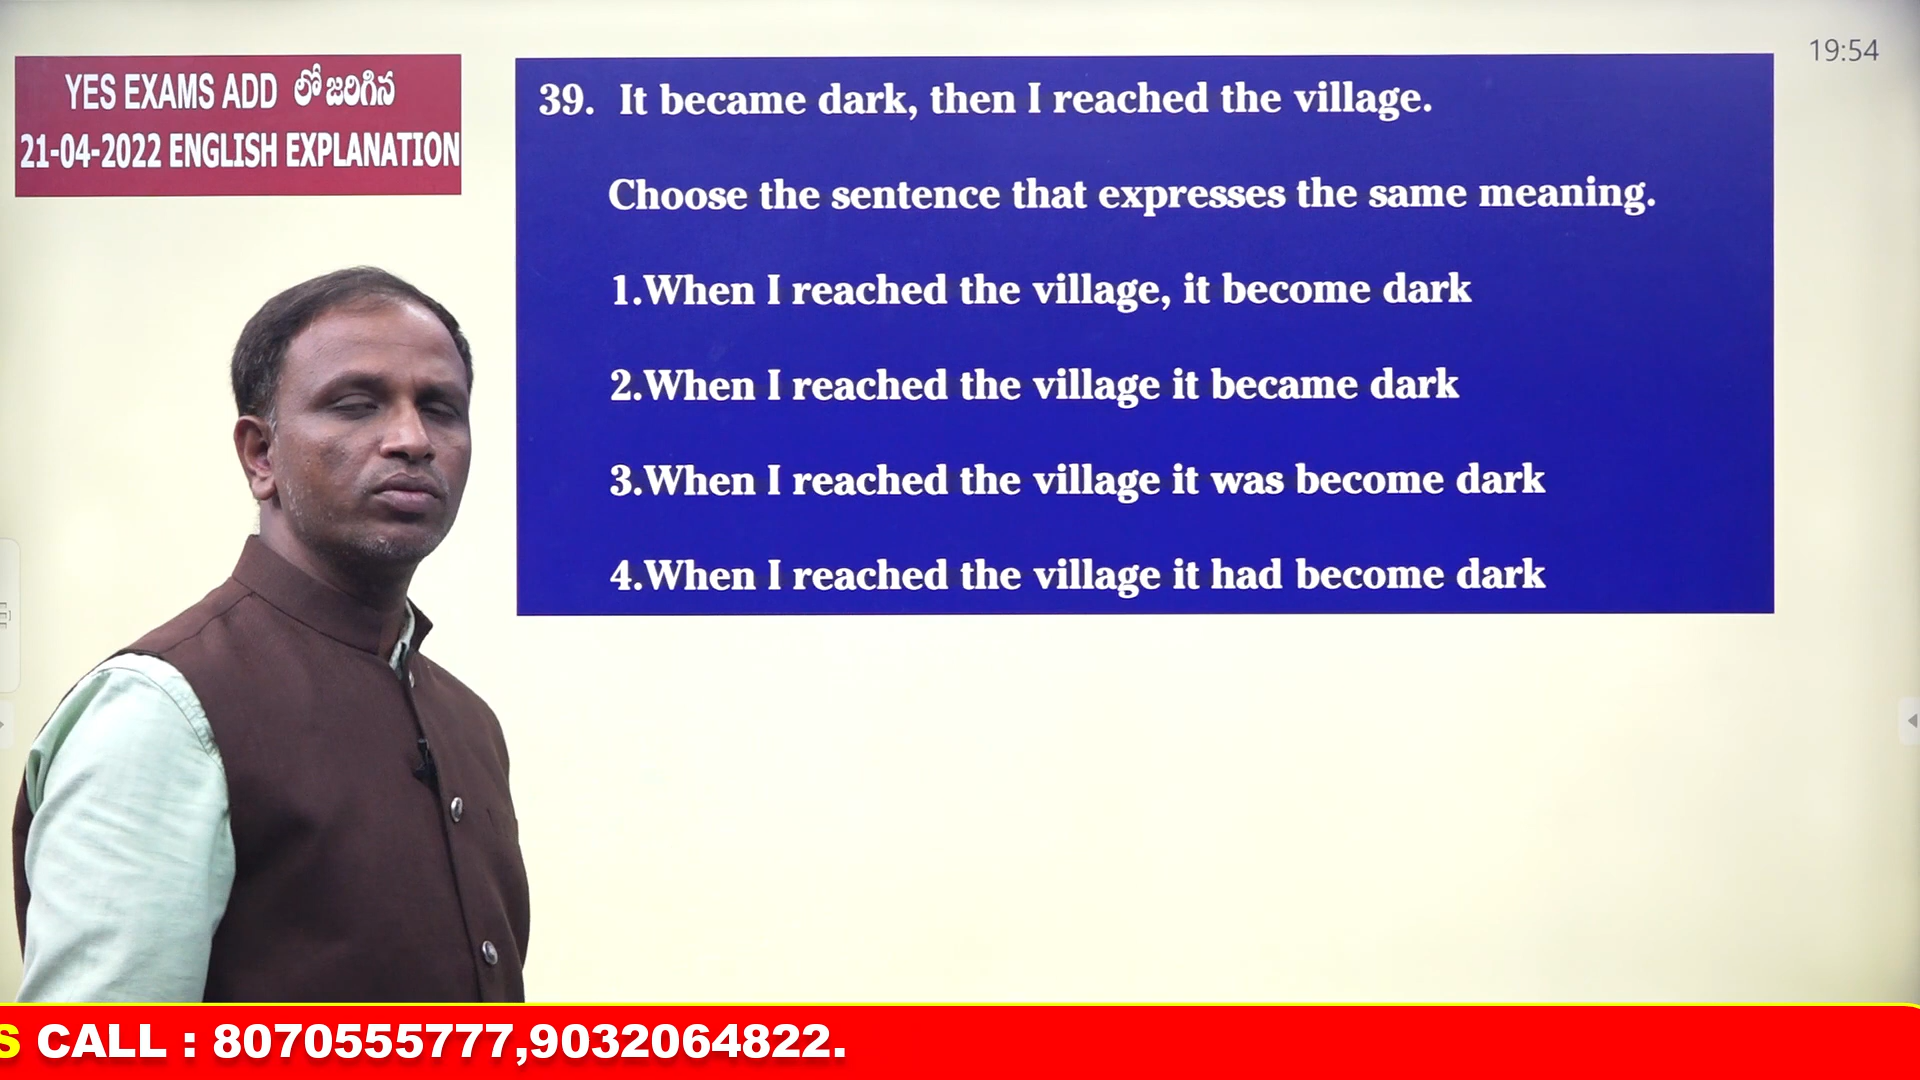 YES EXAMS ADD లో జరిగిన
21-04-2022 ENGLISH EXPLANATION
19:54
39. It became dark, then I reached the village.
Choose the sentence that expresses the same meaning.
1.When I reached the village, it become dark
2.When I reached the village it became dark
3.When I reached the village it was become dark
4.When I reached the village it had become dark
S CALL : 8070555777,9032064822.